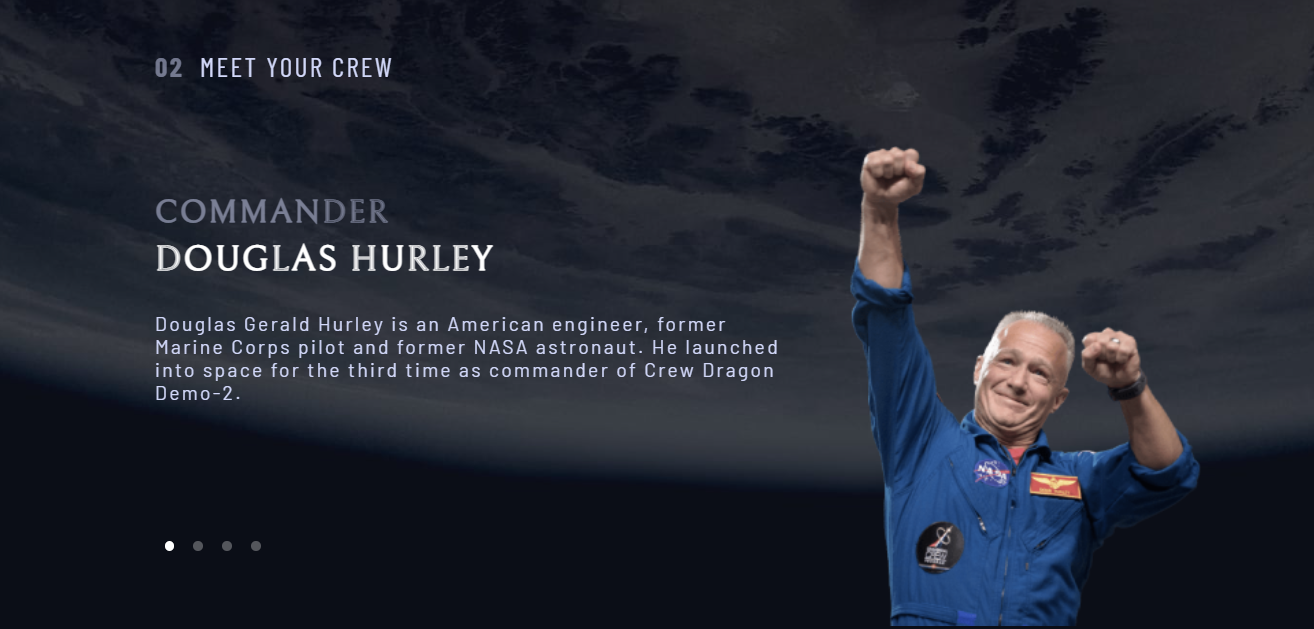 02 MEET YOUR CREW
COMMANDER
DOUGLAS HURLEY
Douglas Gerald Hurley is an American engineer, former
Marine Corps pilot and former NASA astronaut. He launched
into space for the third time as commander of Crew Dragon
Demo-2.
NASA